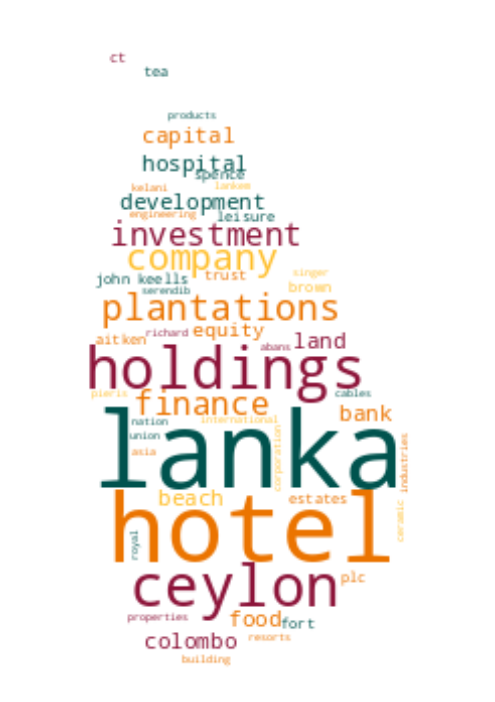 ct
tea
products
capital
hospital
spence
kelani lankem
development
engineering leisure
investment
company
john keells trust singer
serendib brown
plantations
aitken richard equity abans land
holdings
pieris finance cables
nation international bank
lanka
union
asia corporation industries
beach estates ceramic
hotel
royal
ceylon plc
properties food fort
colombo resorts
building